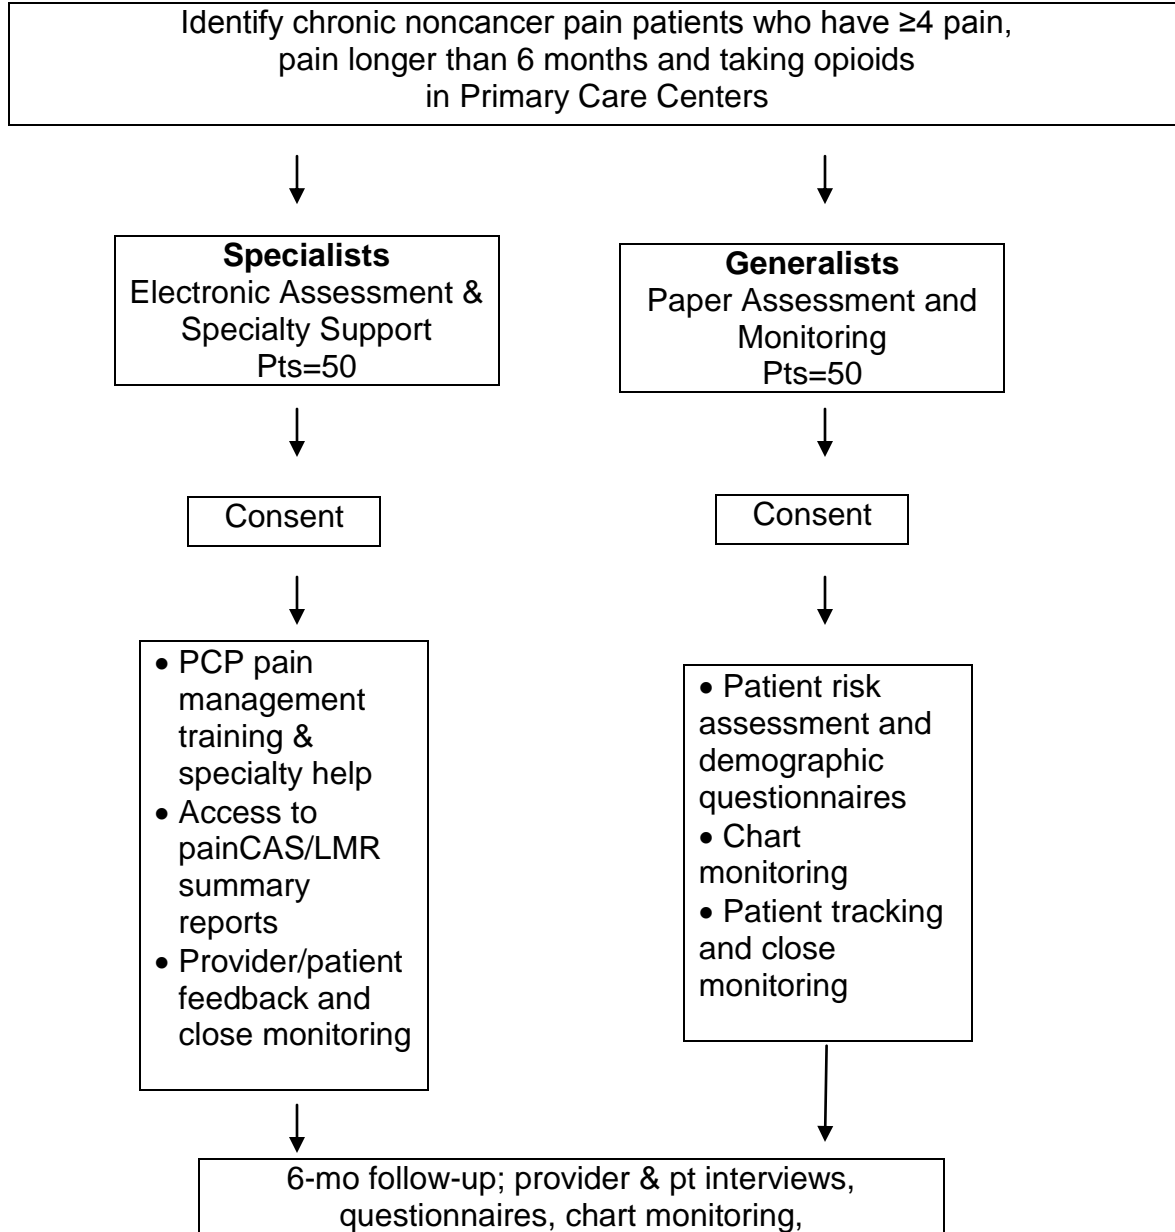 Identify chronic noncancer pain patients who have ≥4 pain,
pain longer than 6 months and taking opioids
in Primary Care Centers
Specialists
Electronic Assessment &
Specialty Support
Pts=50
Generalists
Paper Assessment and
Monitoring
Pts=50
Consent
Consent
• PCP pain
management
training &
specialty help
• Access to
painCAS/LMR
summary
reports
• Provider/patient
feedback and
close monitoring
• Patient risk
assessment and
demographic
questionnaires
• Chart
monitoring
• Patient tracking
and close
monitoring
6-mo follow-up; provider & pt interviews,
questionnaires, chart monitoring,